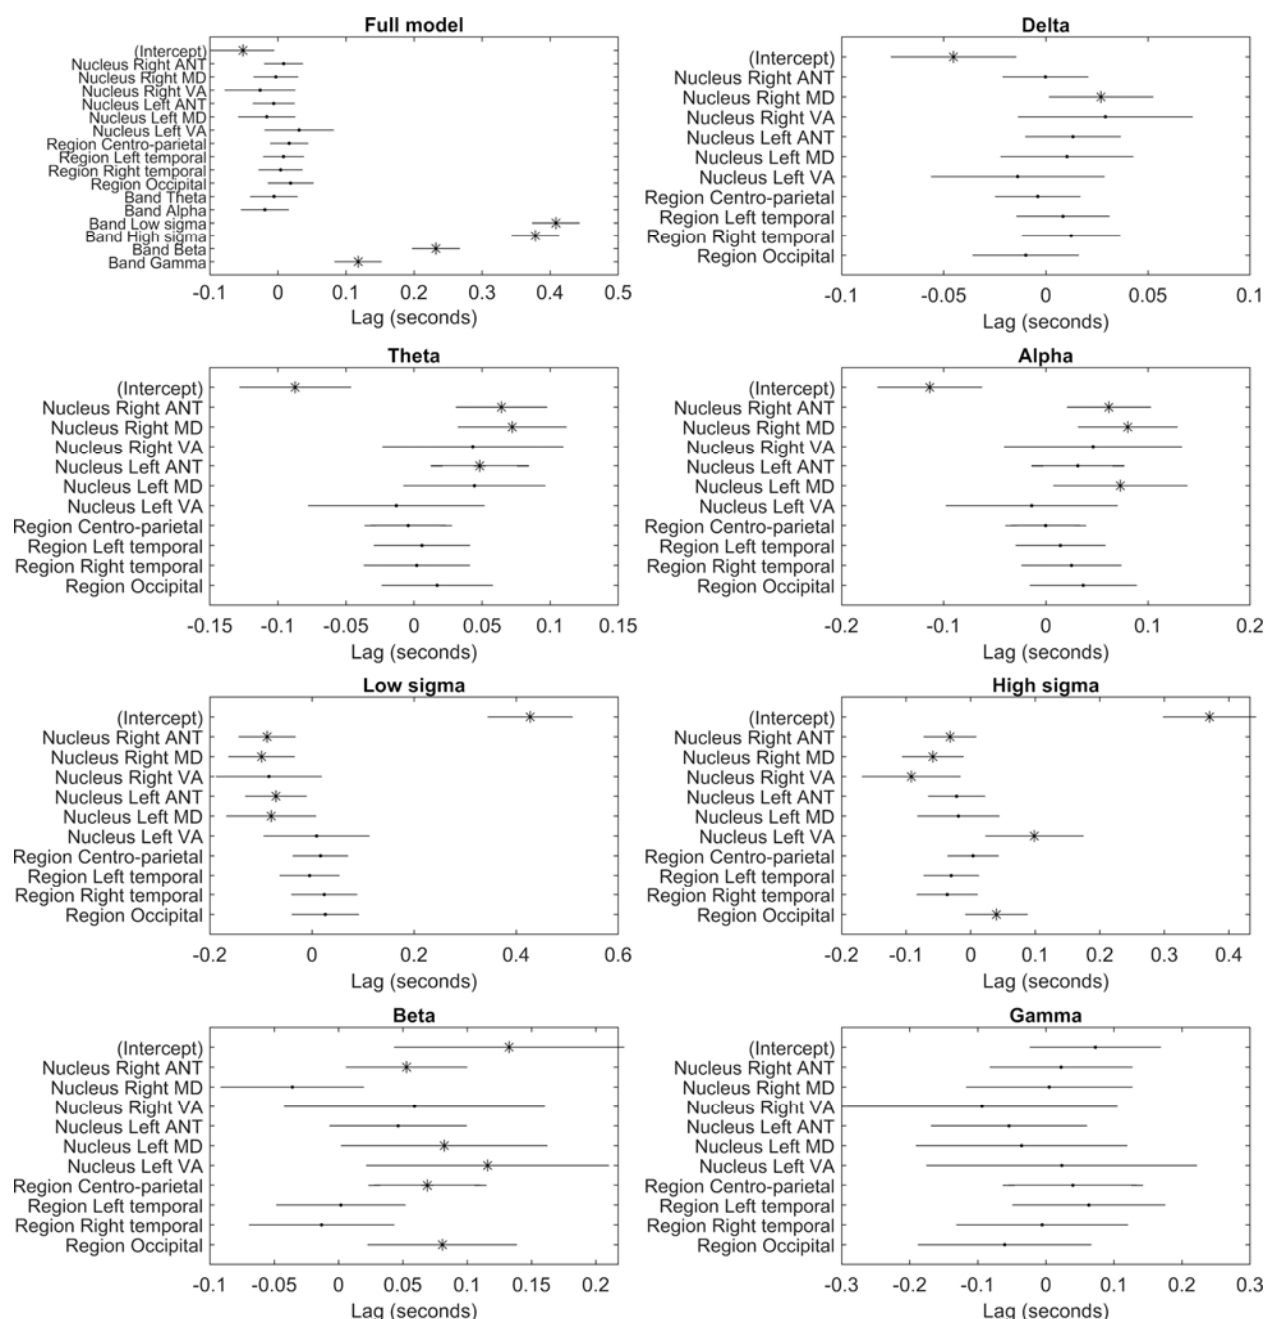 Full model
(Intercept)
Nucleus Right ANT
Nucleus Right MD
Nucleus Right VA
Nucleus Left ANT
Nucleus Left MD
Nucleus Left VA
Region Centro-parietal
Region Left temporal
Region Right temporal
Region Occipital
Band Theta
Band Alpha
Band Low sigma
Band High sigma
Band Beta
Band Gamma
-0.1 0 0.1 0.2 0.3 0.4 0.5
Lag (seconds)
Delta
(Intercept)
Nucleus Right ANT
Nucleus Right MD
Nucleus Right VA
Nucleus Left ANT
Nucleus Left MD
Nucleus Left VA
Region Centro-parietal
Region Left temporal
Region Right temporal
Region Occipital
-0.1 -0.05 0 0.05 0.1
Lag (seconds)
Theta
(Intercept)
Nucleus Right ANT
Nucleus Right MD
Nucleus Right VA
Nucleus Left ANT
Nucleus Left MD
Nucleus Left VA
Region Centro-parietal
Region Left temporal
Region Right temporal
Region Occipital
-0.15 -0.1 -0.05 0 0.05 0.1 0.15
Lag (seconds)
Alpha
(Intercept)
Nucleus Right ANT
Nucleus Right MD
Nucleus Right VA
Nucleus Left ANT
Nucleus Left MD
Nucleus Left VA
Region Centro-parietal
Region Left temporal
Region Right temporal
Region Occipital
-0.2 -0.1 0 0.1 0.2
Lag (seconds)
Low sigma
(Intercept)
Nucleus Right ANT
Nucleus Right MD
Nucleus Right VA
Nucleus Left ANT
Nucleus Left MD
Nucleus Left VA
Region Centro-parietal
Region Left temporal
Region Right temporal
Region Occipital
-0.2 0 0.2 0.4 0.6
Lag (seconds)
High sigma
(Intercept)
Nucleus Right ANT
Nucleus Right MD
Nucleus Right VA
Nucleus Left ANT
Nucleus Left MD
Nucleus Left VA
Region Centro-parietal
Region Left temporal
Region Right temporal
Region Occipital
-0.2 -0.1 0 0.1 0.2 0.3 0.4
Lag (seconds)
Beta
(Intercept)
Nucleus Right ANT
Nucleus Right MD
Nucleus Right VA
Nucleus Left ANT
Nucleus Left MD
Nucleus Left VA
Region Centro-parietal
Region Left temporal
Region Right temporal
Region Occipital
-0.1 -0.05 0 0.05 0.1 0.15 0.2
Lag (seconds)
Gamma
(Intercept)
Nucleus Right ANT
Nucleus Right MD
Nucleus Right VA
Nucleus Left ANT
Nucleus Left MD
Nucleus Left VA
Region Centro-parietal
Region Left temporal
Region Right temporal
Region Occipital
-0.3 -0.2 -0.1 0 0.1 0.2 0.3
Lag (seconds)